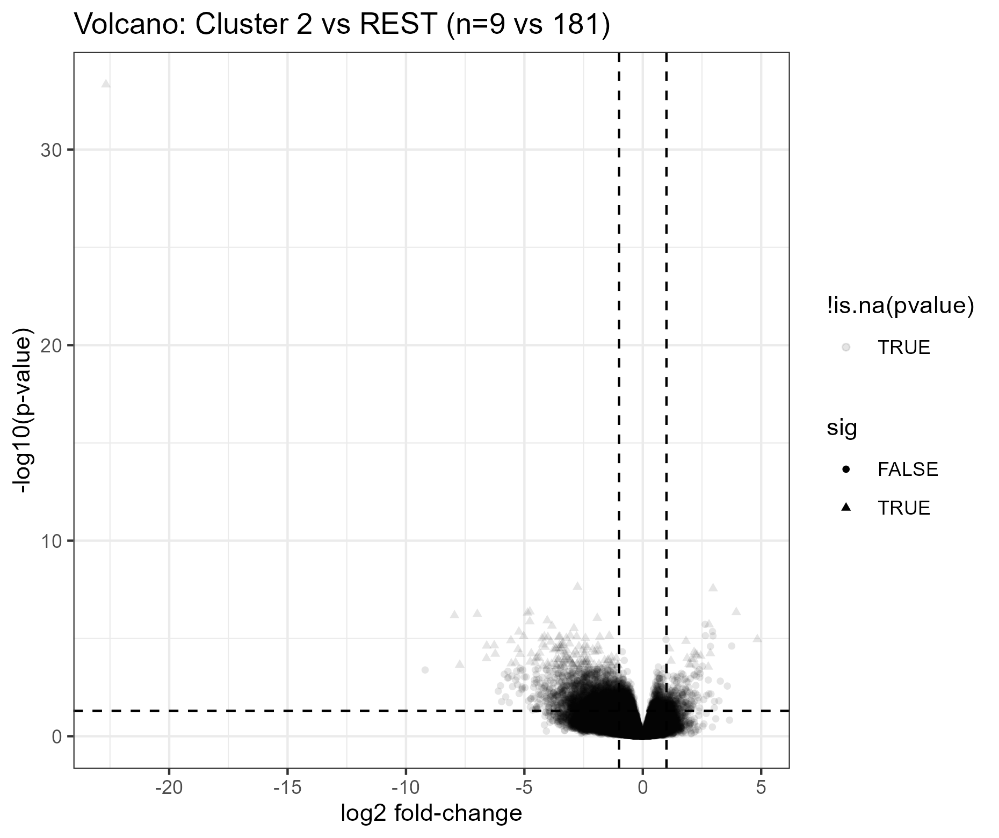 Volcano: Cluster 2 vs REST (n=9 vs 181)
30
20
10
0
-log10(p-value)
-20
-15
-10
-5
0
5
log2 fold-change
!is.na(pvalue)
TRUE
sig
FALSE
TRUE